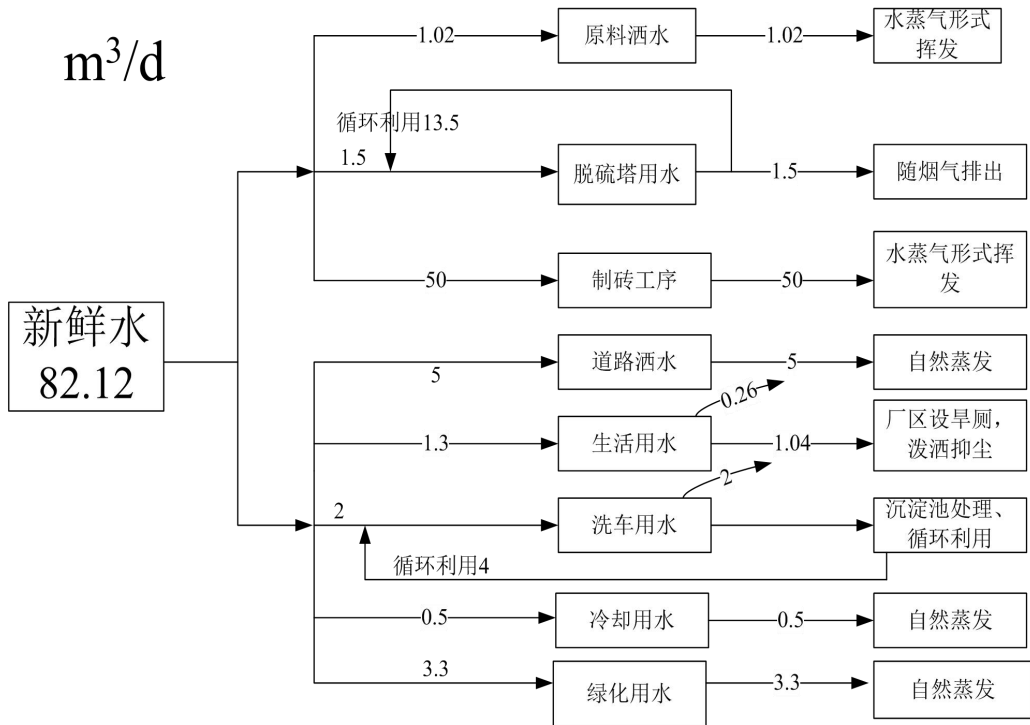 m³/d
1.02
原料洒水
1.02
水蒸气形式
挥发
循环利用13.5
1.5
脱硫塔用水
1.5
随烟气排出
50
制砖工序
50
水蒸气形式挥
发
新鲜水
82.12
5
道路洒水
5
自然蒸发
0.26
1.3
生活用水
1.04
厂区设旱厕，
泼洒抑尘
2
2
洗车用水
沉淀池处理、
循环利用
循环利用4
0.5
冷却用水
0.5
自然蒸发
3.3
绿化用水
3.3
自然蒸发